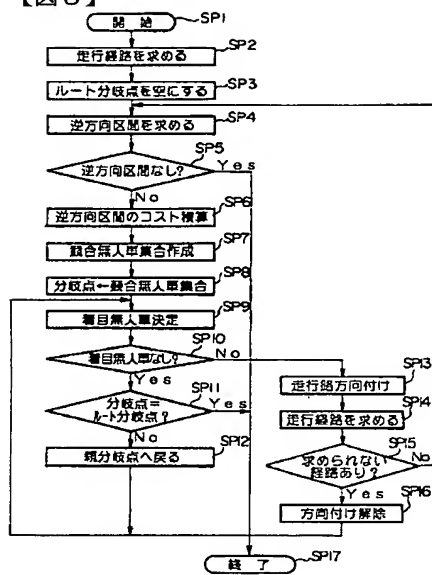 開 始
SP1
SP2
走行経路を求める
SP3
ルート分岐点を空にする
SP4
逆方向区間を求める
SP5
逆方向区間なし?
Yes
No
SP6
逆方向区間のコスト積算
SP7
競合無人車集合作成
SP8
分岐点←競合無人車集合
SP9
着目無人車決定
SP10
着目無人車なし?
No
Yes
SP11
分岐点=
ルート分岐点?
Yes
No
SP12
親分岐点へ戻る
SP13
走行路方向付け
SP14
走行経路を求める
SP15
求められない
経路あり?
No
Yes
SP16
方向付け解除
終 了
SP17